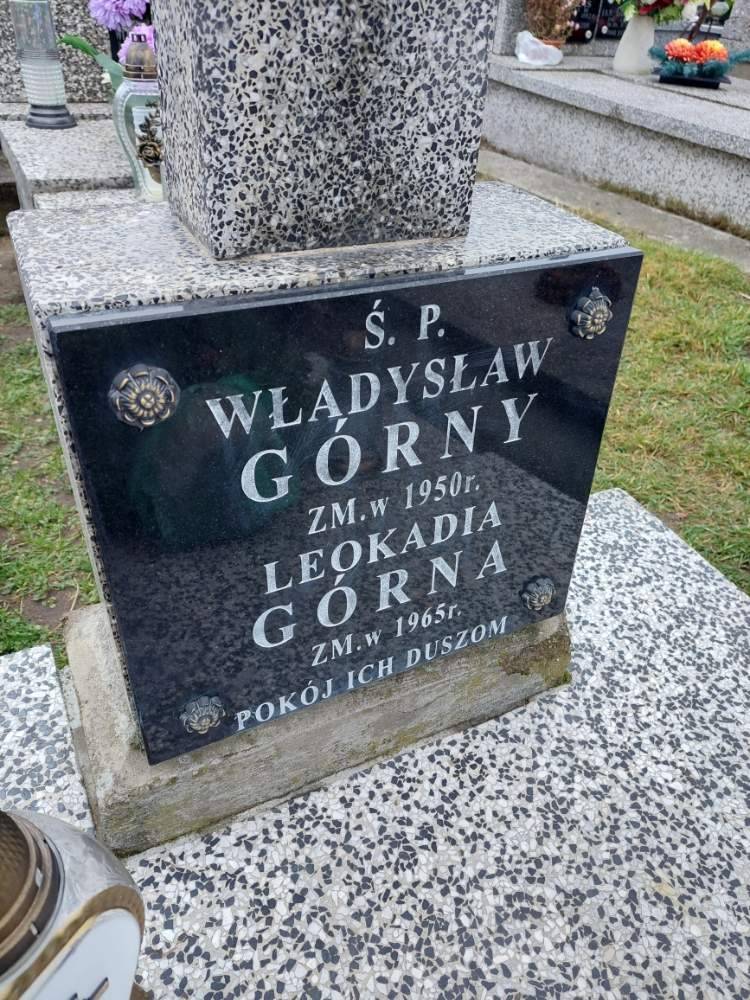 Ś. P.
WŁADYSŁAW
GÓRNY
ZM.w 1950r.
LEOKADIA
GÓRNA
ZM.w 1965r.
POKÓJ ICH DUSZOM